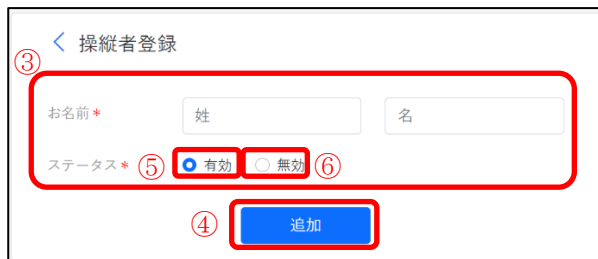 < 操縦者登録
③
お名前* 姓 名
ステータス* ⑤ 有効 無効 ⑥
④ 追加